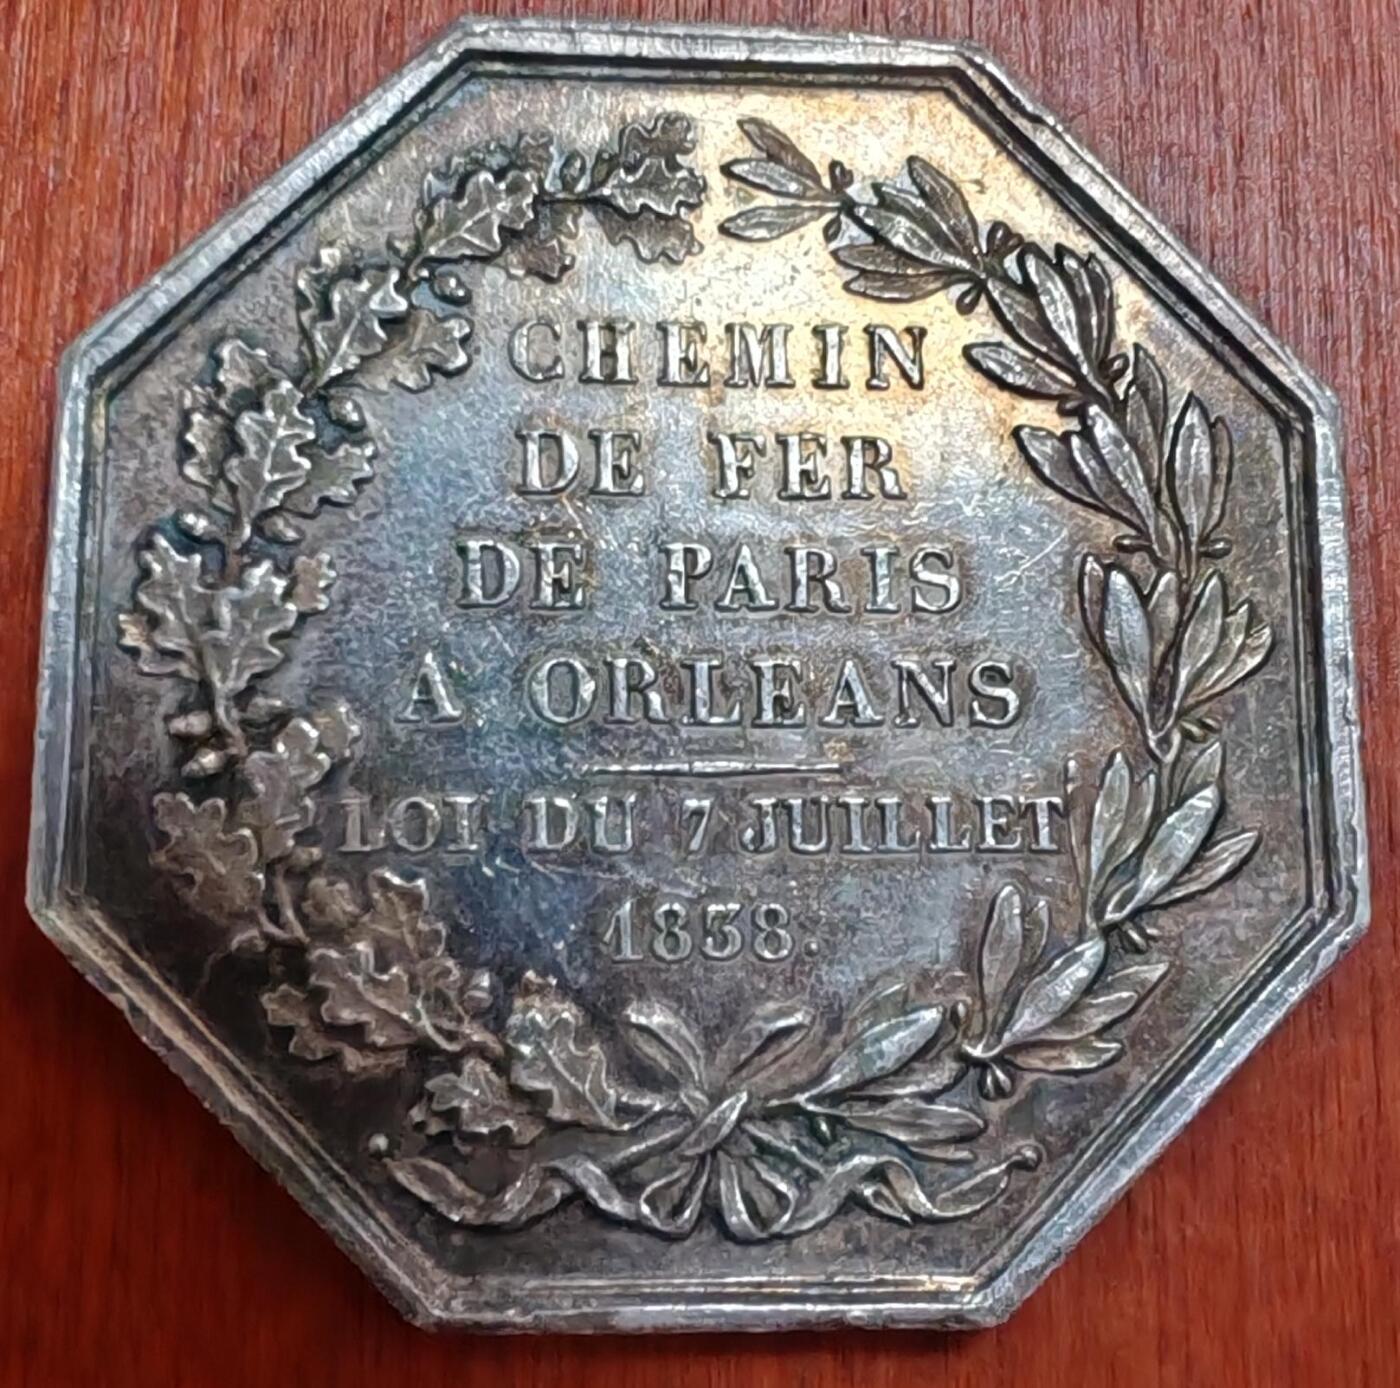 CHEMIN
DE FER
DE PARIS
A ORLEANS
LOI DU 7 JUILLET
1838.